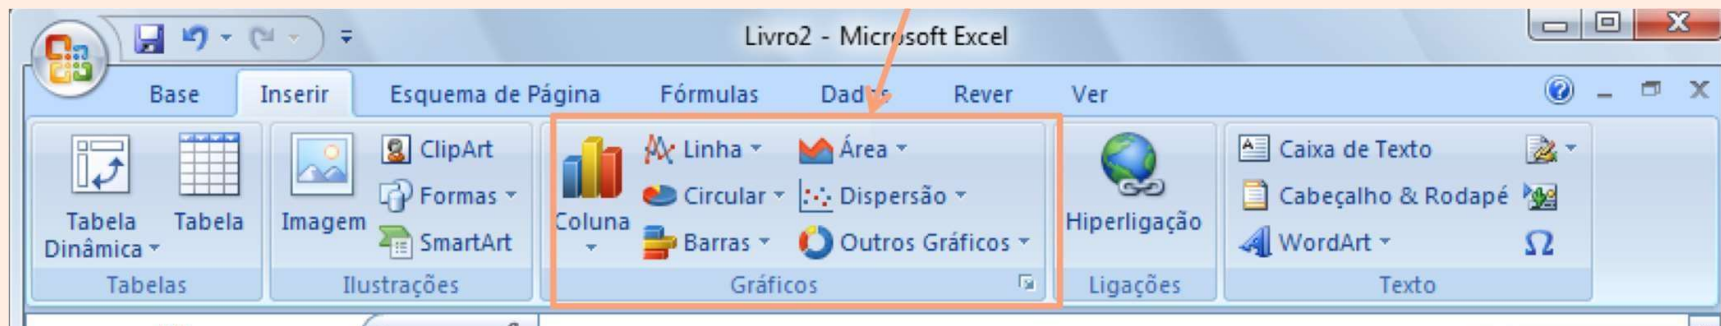 Livro2 - Microsoft Excel
Base Inserir Esquema de Página Fórmulas Dados Rever Ver
Tabela Dinâmica
Tabela
Tabelas
Imagem
ClipArt
Formas
SmartArt
Ilustrações
Coluna
Linha
Circular
Barras
Área
Dispersão
Outros Gráficos
Gráficos
Hiperligação
Ligações
Caixa de Texto
Cabeçalho & Rodapé
WordArt
Ω
Texto